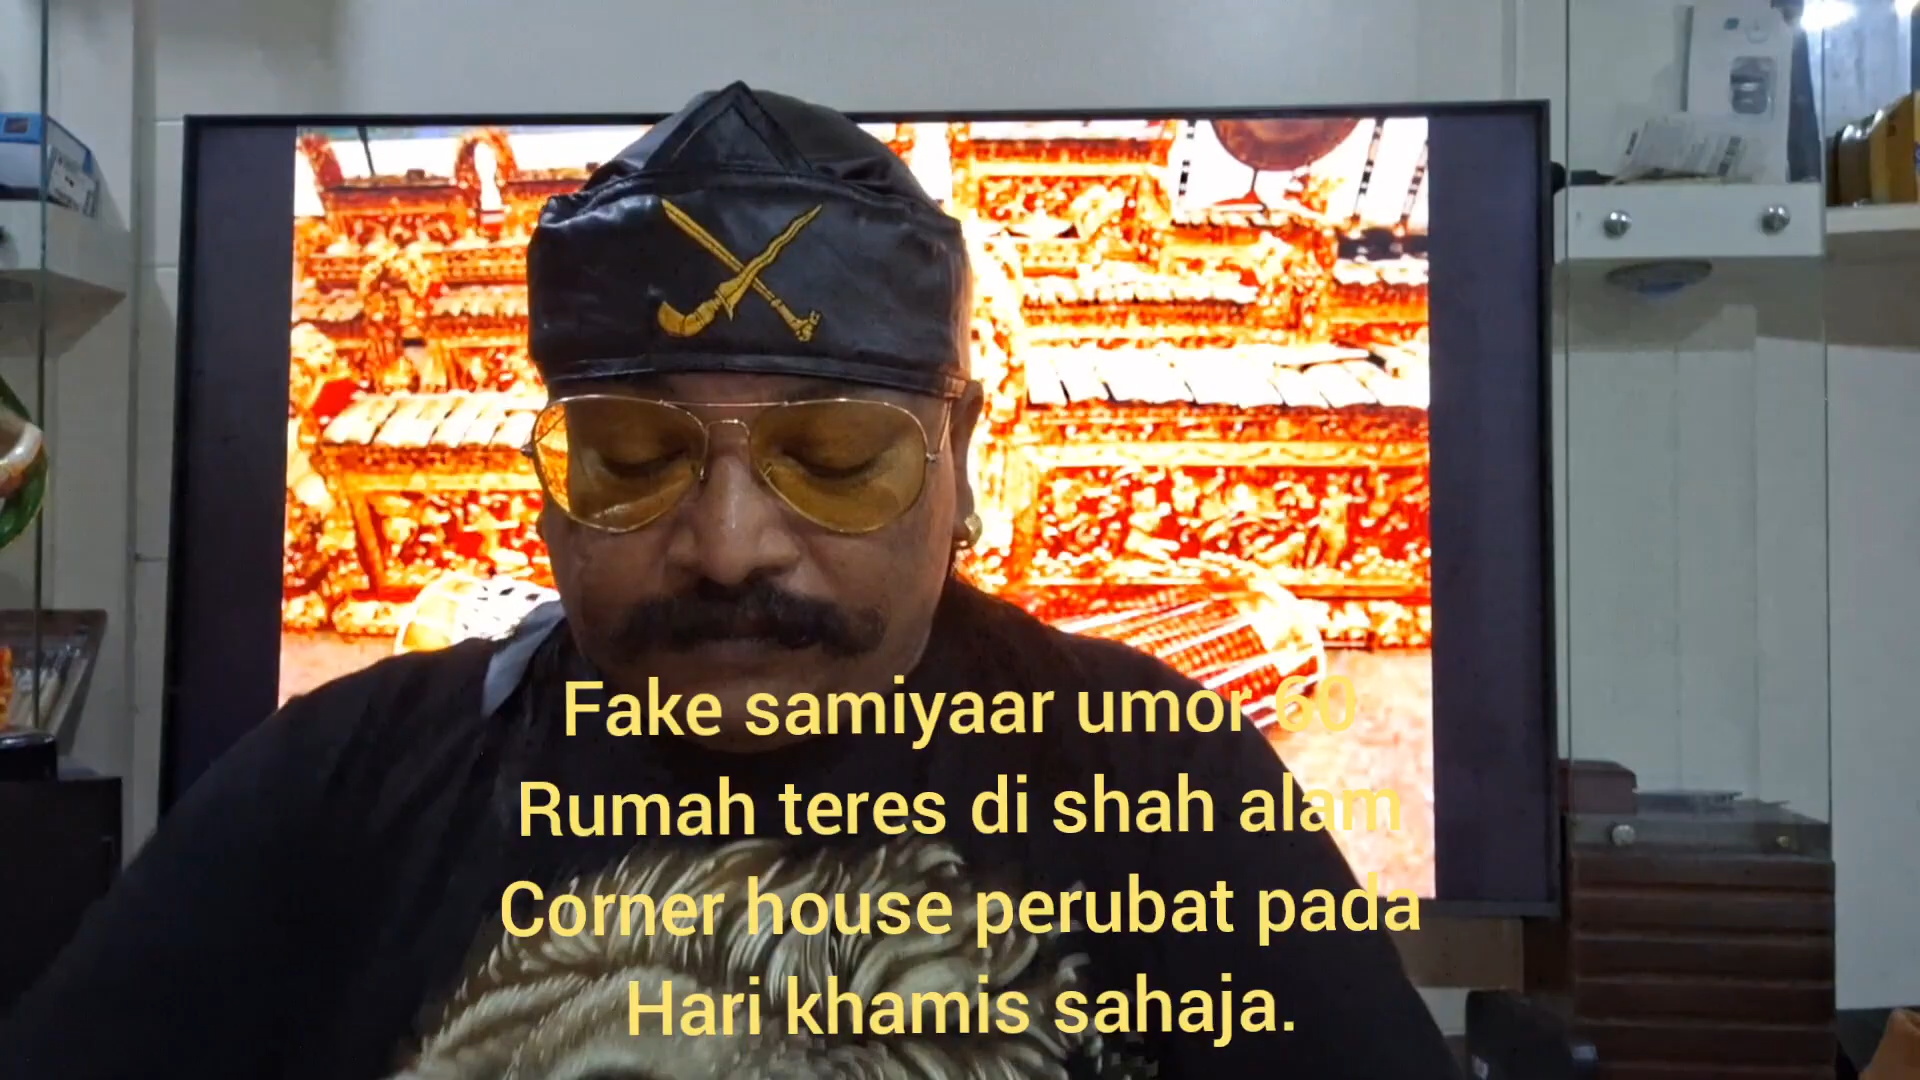 Fake samiyaar umor 60
Rumah teres di shah alam
Corner house perubat pada
Hari khamis sahaja.